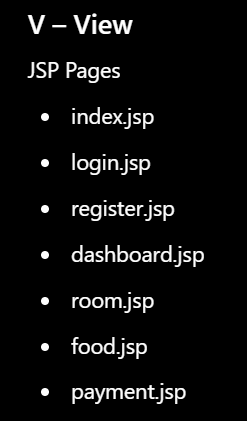 V – View
JSP Pages
• index.jsp
• login.jsp
• register.jsp
• dashboard.jsp
• room.jsp
• food.jsp
• payment.jsp